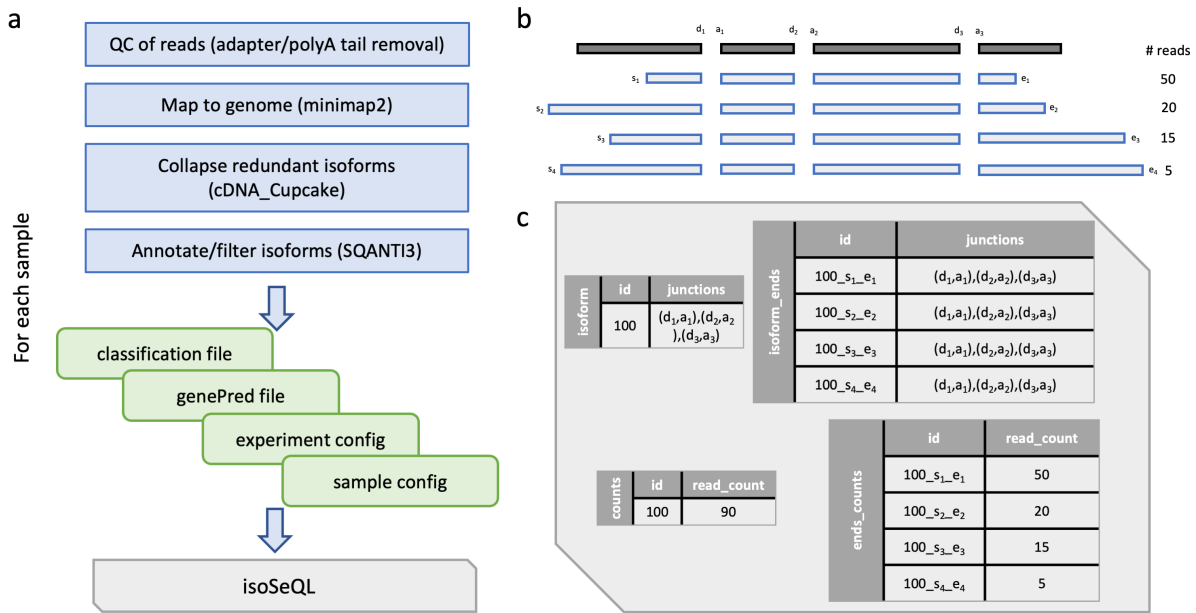 a
For each sample
QC of reads (adapter/polyA tail removal)
Map to genome (minimap2)
Collapse redundant isoforms
(cDNA_Cupcake)
Annotate/filter isoforms (SQANTI3)
classification file
genePred file
experiment config
sample config
isoSeQL
b
d₁ a₁ d₂ a₂ d₃ a₃
# reads
s₁ e₁ 50
s₂ e₂ 20
s₃ e₃ 15
s₄ e₄ 5
c
isoform
id junctions
100 (d₁,a₁),(d₂,a₂
),(d₃,a₃)
isoform_ends
id junctions
100_s₁_e₁ (d₁,a₁),(d₂,a₂),(d₃,a₃)
100_s₂_e₂ (d₁,a₁),(d₂,a₂),(d₃,a₃)
100_s₃_e₃ (d₁,a₁),(d₂,a₂),(d₃,a₃)
100_s₄_e₄ (d₁,a₁),(d₂,a₂),(d₃,a₃)
counts
id read_count
100 90
ends_counts
id read_count
100_s₁_e₁ 50
100_s₂_e₂ 20
100_s₃_e₃ 15
100_s₄_e₄ 5